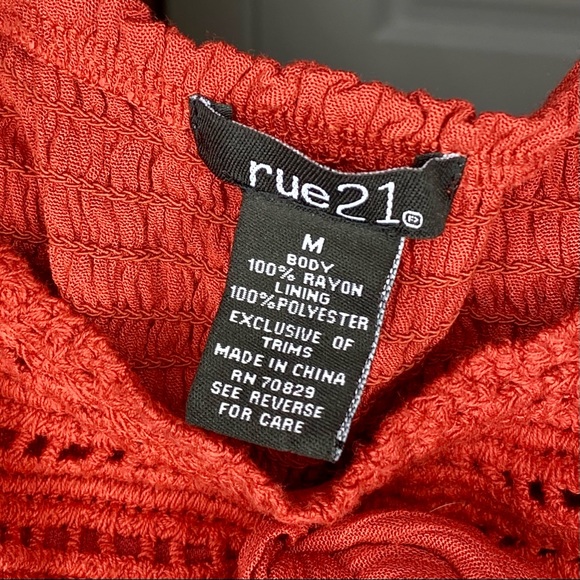 rue21®
M
BODY
100% RAYON
LINING
100%POLYESTER
EXCLUSIVE OF
TRIMS
MADE IN CHINA
RN 70829
SEE REVERSE
FOR CARE